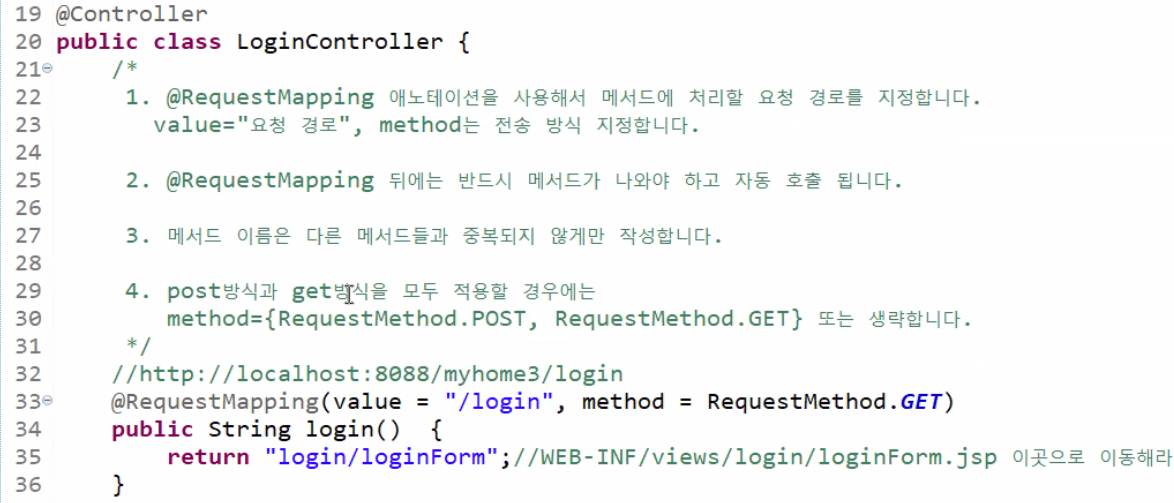 19 @Controller
20 public class LoginController {
21 /*
22 1. @RequestMapping 애노테이션을 사용해서 메서드에 처리할 요청 경로를 지정합니다.
23 value="요청 경로", method는 전송 방식 지정합니다.
24
25 2. @RequestMapping 뒤에는 반드시 메서드가 나와야 하고 자동 호출 됩니다.
26
27 3. 메서드 이름은 다른 메서드들과 중복되지 않게만 작성합니다.
28
29 4. post방식과 get방식을 모두 적용할 경우에는
30 method={RequestMethod.POST, RequestMethod.GET} 또는 생략합니다.
31 */
32 //http://localhost:8088/myhome3/login
33 @RequestMapping(value = "/login", method = RequestMethod.GET)
34 public String login() {
35 return "login/loginForm";//WEB-INF/views/login/loginForm.jsp 이곳으로 이동해라
36 }